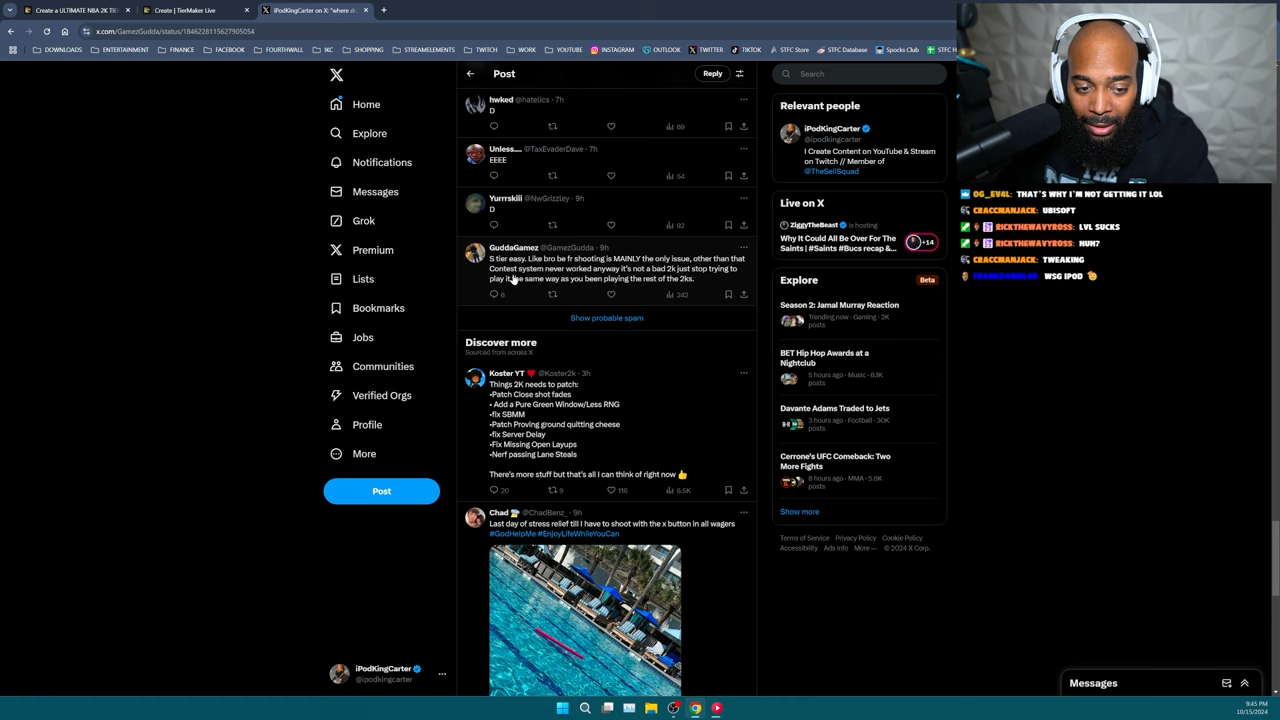 Create a ULTIMATE NBA 2K TIE
Create | TierMaker Live
iPodKingCarter on X: "where do
x.com/GamezGudda/status/1846228115627905054
DOWNLOADS
ENTERTAINMENT
FINANCE
FACEBOOK
FOURTHWALL
IKC
SHOPPING
STREAMELEMENTS
TWITCH
WORK
YOUTUBE
INSTAGRAM
OUTLOOK
TWITTER
TIKTOK
STFC Store
STFC Database
Spocks Club
STFC H
Home
Explore
Notifications
Messages
Grok
Premium
Lists
Bookmarks
Jobs
Communities
Verified Orgs
Profile
More
Post
iPodKingCarter
@ipodkingcarter
Post
Reply
hwked @hatelics · 7h
D
69
Unless.... @TaxEvaderDave · 7h
EEEE
54
Yurrrskiii @NwGrizzley · 9h
D
92
GuddaGamez @GamezGudda · 9h
S tier easy. Like bro be fr shooting is MAINLY the only issue, other than that
Contest system never worked anyway it's not a bad 2k just stop trying to
play it the same way as you been playing the rest of the 2ks.
6 242
Show probable spam
Discover more
Sourced from across X
Koster YT @Koster2k · 3h
Things 2K needs to patch:
•Patch Close shot fades
• Add a Pure Green Window/Less RNG
•fix SBMM
•Patch Proving ground quitting cheese
•fix Server Delay
•Fix Missing Open Layups
•Nerf passing Lane Steals
There's more stuff but that's all I can think of right now 👍
20 9 116 6.5K
Chad @ChadBenz_ · 9h
Last day of stress relief till I have to shoot with the x button in all wagers
#GodHelpMe #EnjoyLifeWhileYouCan
Search
Relevant people
iPodKingCarter
@ipodkingcarter
I Create Content on YouTube & Stream
on Twitch // Member of
@TheSellSquad
Live on X
ZiggyTheBeast is hosting
Why It Could All Be Over For The
Saints | #Saints #Bucs recap &...
+14
Explore
Beta
Season 2: Jamal Murray Reaction
Trending now · Gaming · 2K
posts
BET Hip Hop Awards at a
Nightclub
5 hours ago · Music · 6.1K
posts
Davante Adams Traded to Jets
3 hours ago · Football · 30K
posts
Cerrone's UFC Comeback: Two
More Fights
8 hours ago · MMA · 5.6K
posts
Show more
Terms of Service Privacy Policy Cookie Policy
Accessibility Ads info More ··· © 2024 X Corp.
OG_EV4L: THAT'S WHY I'M NOT GETTING IT LOL
CRACCMANJACK: UBISOFT
RICKTHEWAVYROSS: LVL SUCKS
RICKTHEWAVYROSS: HUH?
CRACCMANJACK: TWEAKING
WSG IPOD
Messages
9:45 PM
10/15/2024